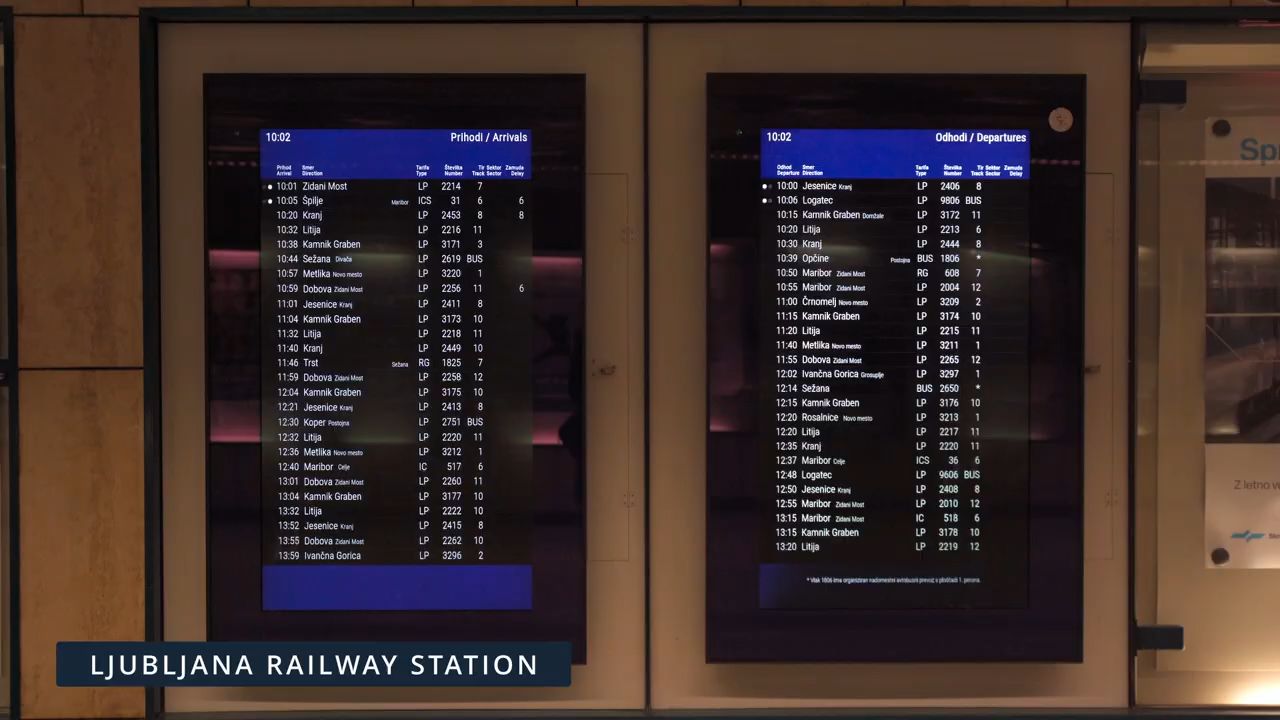 10:02 Prihodi / Arrivals
Prihod Smer Tarifa Številka Tir Sektor Zamuda
Arrival Direction Type Number Track Delay
10:01 Zidani Most LP 2214 7
10:05 Spilje Maribor ICS 31 6 6
10:20 Kranj LP 2453 8 8
10:32 Litija LP 2216 11
10:38 Kamnik Graben LP 3171 3
10:44 Sežana Divača LP 2619 BUS
10:57 Metlika Novo mesto LP 3220 1
10:59 Dobova Zidani Most LP 2256 11 6
11:01 Jesenice Kranj LP 2411 8
11:04 Kamnik Graben LP 3173 10
11:32 Litija LP 2218 11
11:40 Kranj LP 2449 10
11:46 Trst Sežana RG 1825 7
11:59 Dobova Zidani Most LP 2258 12
12:04 Kamnik Graben LP 3175 10
12:21 Jesenice Kranj LP 2413 8
12:30 Koper Postojna LP 2751 BUS
12:32 Litija LP 2220 11
12:36 Metlika Novo mesto LP 3212 1
12:40 Maribor Celje IC 517 6
13:01 Dobova Zidani Most LP 2260 11
13:04 Kamnik Graben LP 3177 10
13:32 Litija LP 2222 10
13:52 Jesenice Kranj LP 2415 8
13:55 Dobova Zidani Most LP 2262 10
13:59 Ivančna Gorica LP 3296 2
10:02 Odhodi / Departures
Odhod Smer Tarifa Številka Tir Sektor Zamuda
Departure Direction Type Number Track Sector Delay
10:00 Jesenice Kranj LP 2406 8
10:06 Logatec LP 9806 BUS
10:15 Kamnik Graben Domžale LP 3172 11
10:20 Litija LP 2213 6
10:30 Kranj LP 2444 8
10:39 Opčine Postojna BUS 1806 *
10:50 Maribor Zidani Most RG 608 7
10:55 Maribor Zidani Most LP 2004 12
11:00 Črnomelj Novo mesto LP 3209 2
11:15 Kamnik Graben LP 3174 10
11:20 Litija LP 2215 11
11:40 Metlika Novo mesto LP 3211 1
11:55 Dobova Zidani Most LP 2265 12
12:02 Ivančna Gorica Grosuplje LP 3297 1
12:14 Sežana BUS 2650 *
12:15 Kamnik Graben LP 3176 10
12:20 Rosalnice Novo mesto LP 3213 1
12:20 Litija LP 2217 11
12:35 Kranj LP 2220 11
12:37 Maribor Celje ICS 36 6
12:48 Logatec LP 9606 BUS
12:50 Jesenice Kranj LP 2408 8
12:55 Maribor Zidani Most LP 2010 12
13:15 Maribor Zidani Most IC 518 6
13:15 Kamnik Graben LP 3178 10
13:20 Litija LP 2219 12
* Vlak 1806 ima organiziran nadomestni avtobusni prevoz s ploščadi 1. perona.
Sp
Z letno
LJUBLJANA RAILWAY STATION